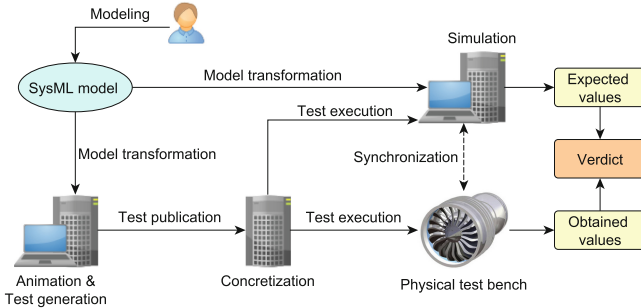 Modeling
Simulation
SysML model
Model transformation
Expected
values
Test execution
Model transformation
Synchronization
Verdict
Test publication
Test execution
Obtained
values
Animation &
Test generation
Concretization
Physical test bench